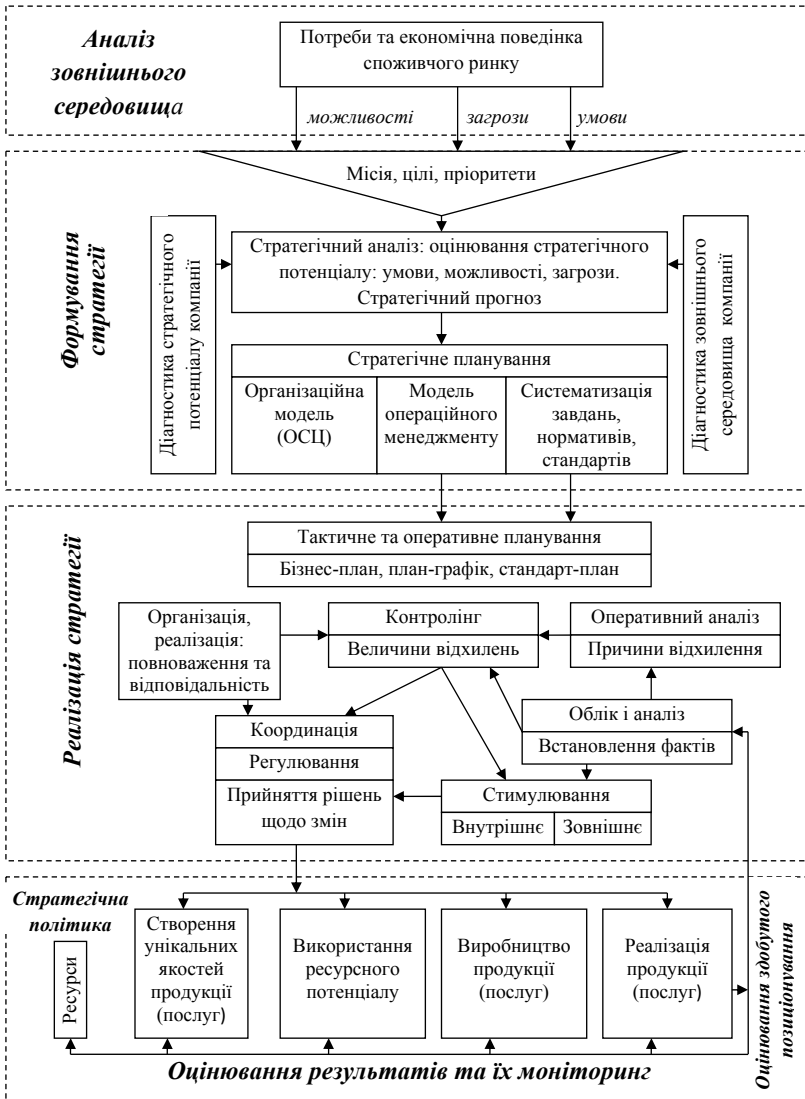 Аналіз
зовнішнього
середовища
Потреби та економічна поведінка
споживчого ринку
можливості
загрози
умови
Місія, цілі, пріоритети
Формування
стратегії
Діагностика стратегічного
потенціалу компанії
Стратегічний аналіз: оцінювання стратегічного
потенціалу: умови, можливості, загрози.
Стратегічний прогноз
Діагностика зовнішнього
середовища компанії
Стратегічне планування
Організаційна
модель
(ОСЦ)
Модель
операційного
менеджменту
Систематизація
завдань,
нормативів,
стандартів
Реалізація стратегії
Тактичне та оперативне планування
Бізнес-план, план-графік, стандарт-план
Організація,
реалізація:
повноваження та
відповідальність
Контролінг
Величини відхилень
Оперативний аналіз
Причини відхилення
Координація
Регулювання
Прийняття рішень
щодо змін
Облік і аналіз
Встановлення фактів
Стимулювання
Внутрішнє
Зовнішнє
Стратегічна
політика
Ресурси
Створення
унікальних
якостей
продукції
(послуг)
Використання
ресурсного
потенціалу
Виробництво
продукції
(послуг)
Реалізація
продукції
(послуг)
Оцінювання здобутого
позиціонування
Оцінювання результатів та їх моніторинг